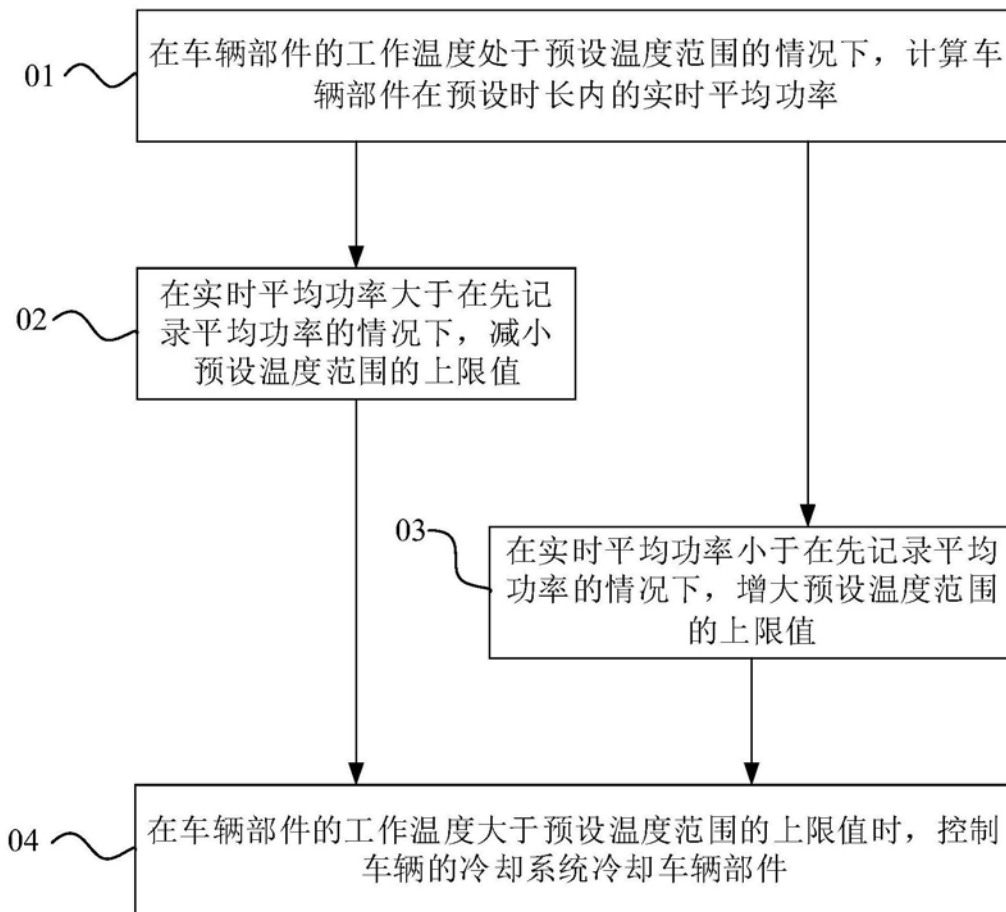 01
在车辆部件的工作温度处于预设温度范围的情况下，计算车
辆部件在预设时长内的实时平均功率
02
在实时平均功率大于在先记
录平均功率的情况下，减小
预设温度范围的上限值
03
在实时平均功率小于在先记录平均
功率的情况下，增大预设温度范围
的上限值
04
在车辆部件的工作温度大于预设温度范围的上限值时，控制
车辆的冷却系统冷却车辆部件